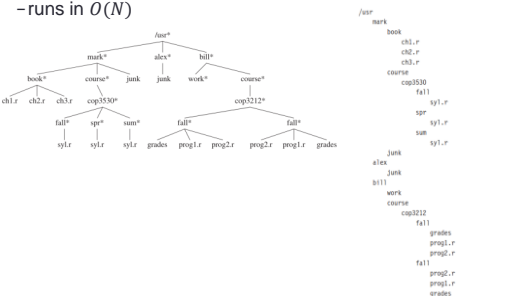 –runs in O(N)
/usr*
mark* alex* bill*
book* course* junk junk work* course*
ch1.r ch2.r ch3.r cop3530* cop3212*
fall* spr* sum* fall* fall*
syl.r syl.r syl.r grades prog1.r prog2.r prog2.r prog1.r grades
/usr
mark
book
ch1.r
ch2.r
ch3.r
course
cop3530
fall
syl.r
spr
syl.r
sum
syl.r
junk
alex
junk
bill
work
course
cop3212
fall
grades
prog1.r
prog2.r
fall
prog2.r
prog1.r
grades